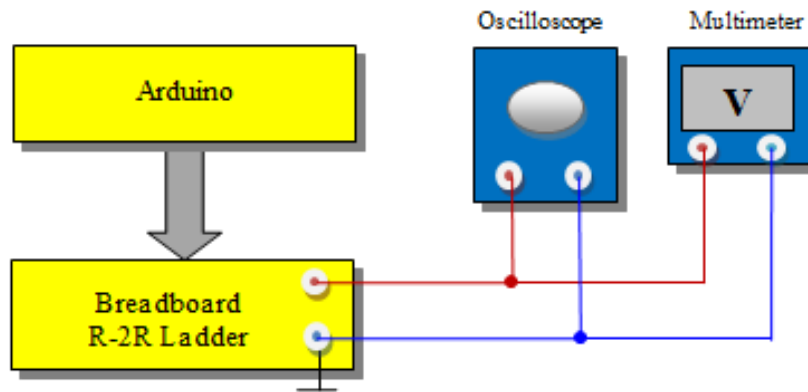 Oscilloscope
Multimeter
Arduino
V
Breadboard
R-2R Ladder